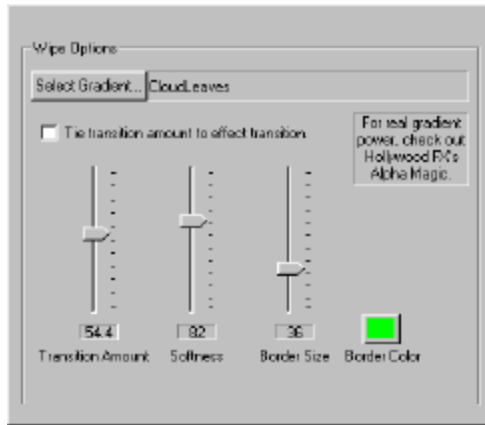 Wipe Options
Select Gradient... CloudLeaves
Tie transition amount to effect transition.
For real gradient
power, check out
Hollywood FX's
Alpha Magic.
54.4 82 36
Transition Amount Softness Border Size Border Color